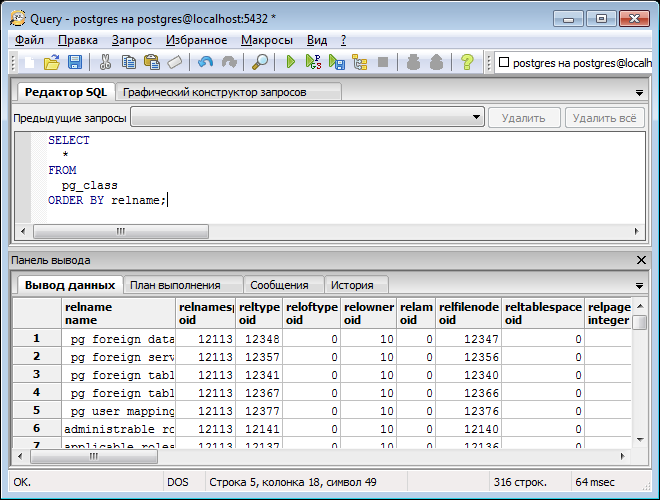 Query - postgres на postgres@localhost:5432 *
Файл Правка Запрос Избранное Макросы Вид ?
postgres на postgres@local
Редактор SQL Графический конструктор запросов
Предыдущие запросы Удалить Удалить всё
SELECT
*
FROM
pg_class
ORDER BY relname;
Панель вывода
Вывод данных План выполнения Сообщения История
relname relnames reltype reloftype relowner relam relfilenode reltablespace relpage
name oid oid oid oid oid oid oid integer
1 pg foreign data 12113 12348 0 10 0 12347 0
2 pg foreign serv 12113 12357 0 10 0 12356 0
3 pg foreign tabl 12113 12341 0 10 0 12340 0
4 pg foreign tabl 12113 12367 0 10 0 12366 0
5 pg user mapping 12113 12377 0 10 0 12376 0
6 administrable ro 12113 12141 0 10 0 12140 0
7 applicable roles 12113 12137 0 10 0 12136 0
OK. DOS Строка 5, колонка 18, символ 49 316 строк. 64 msec